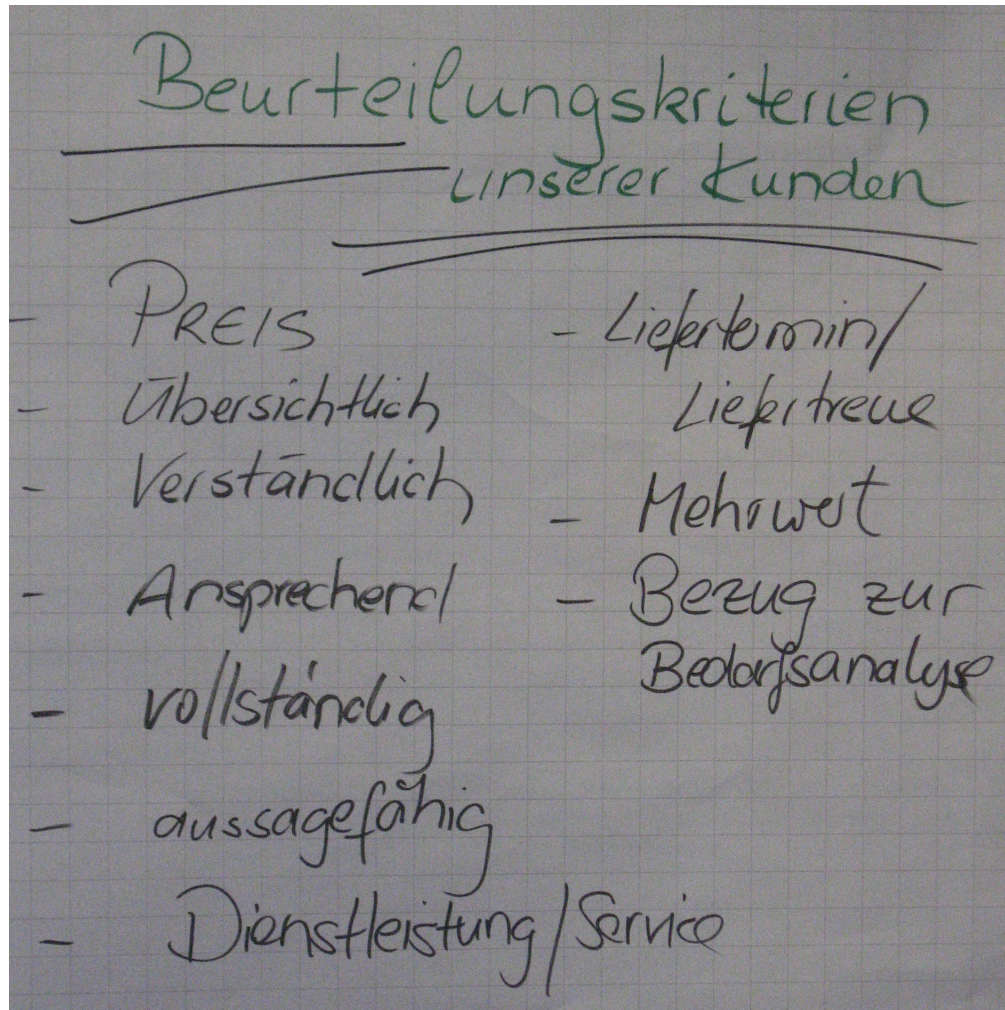 Beurteilungskriterien
unserer Kunden
- PREIS
- Übersichtlich
- Verständlich
- Ansprechend
- vollständig
- aussagefähig
- Dienstleistung/Service
- Liefertermin/
Liefertreue
- Mehrwert
- Bezug zur
Bedarfsanalyse